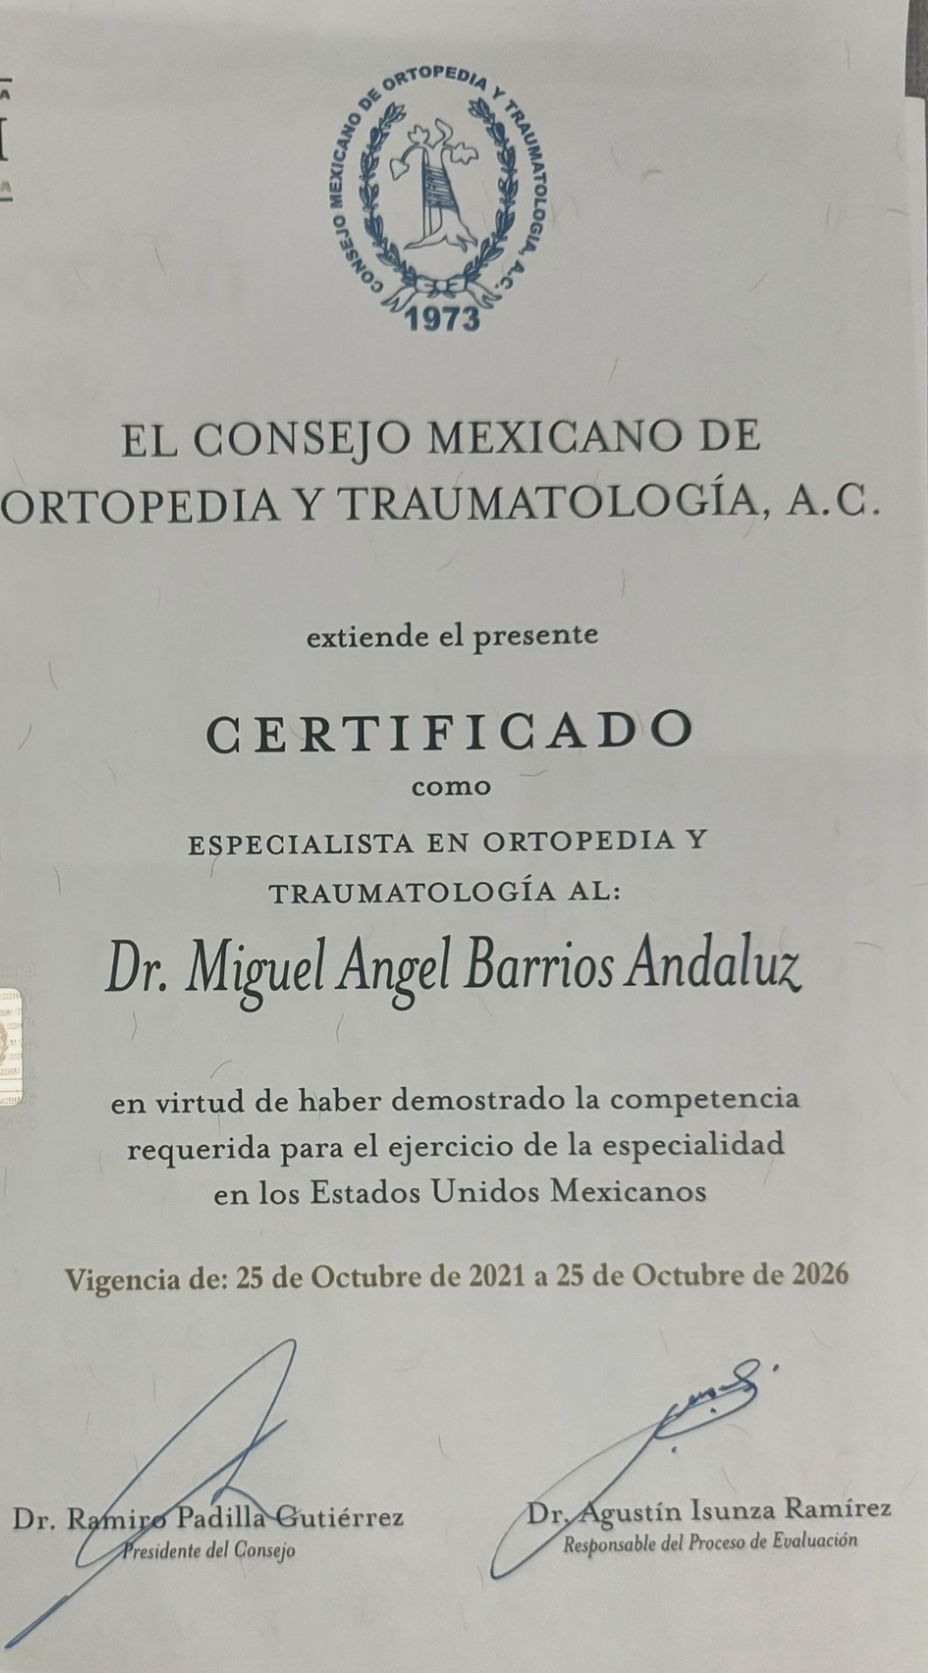 CONSEJO MEXICANO DE ORTOPEDIA Y TRAUMATOLOGIA, A.C.
1973
EL CONSEJO MEXICANO DE
ORTOPEDIA Y TRAUMATOLOGÍA, A.C.
extiende el presente
CERTIFICADO
como
ESPECIALISTA EN ORTOPEDIA Y
TRAUMATOLOGÍA AL:
Dr. Miguel Angel Barrios Andaluz
en virtud de haber demostrado la competencia
requerida para el ejercicio de la especialidad
en los Estados Unidos Mexicanos
Vigencia de: 25 de Octubre de 2021 a 25 de Octubre de 2026
Dr. Ramiro Padilla Gutiérrez
Presidente del Consejo
Dr. Agustín Isunza Ramírez
Responsable del Proceso de Evaluación